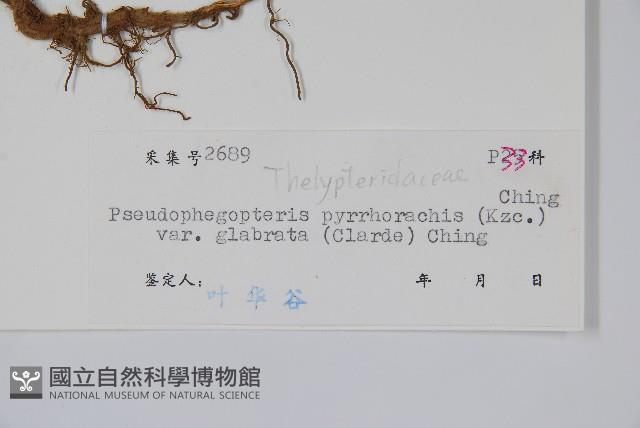 采集号2689 P33科
Thelypteridaceae
Ching
Pseudophegopteris pyrrhorachis (Kzc.)
var. glabrata (Clarde) Ching
鉴定人： 年 月 日
叶华谷
國立自然科學博物館
NATIONAL MUSEUM OF NATURAL SCIENCE